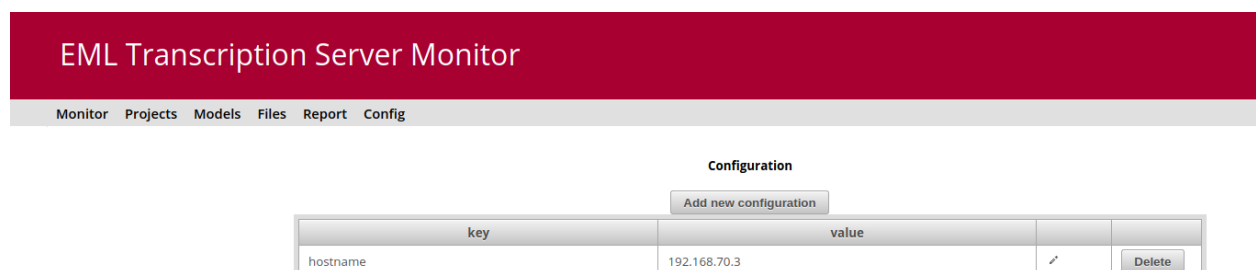 EML Transcription Server Monitor
Monitor Projects Models Files Report Config
Configuration
Add new configuration
key value
hostname 192.168.70.3 Delete